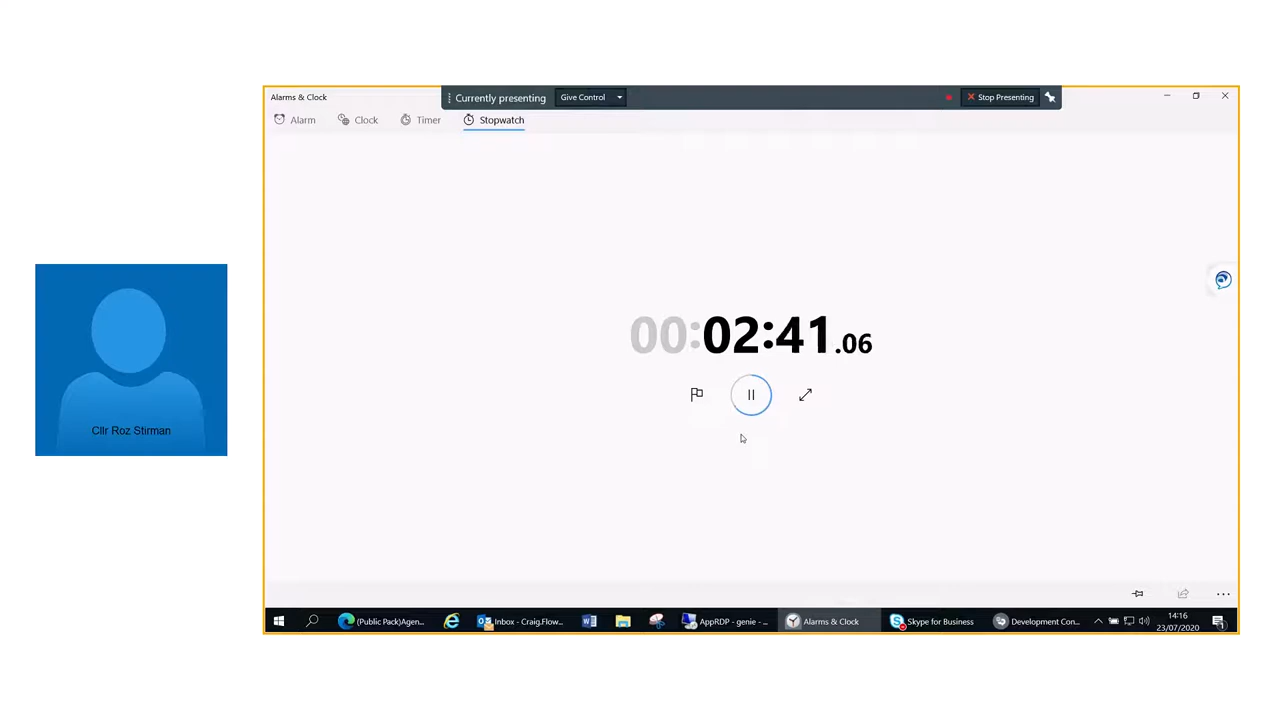 Currently presenting Give Control Stop Presenting
Alarms & Clock
Alarm Clock Timer Stopwatch
00:02:41.06
Cllr Roz Stirman
(Public Pack)Agen... Inbox - Craig.Flow... AppRDP - genie - ... Alarms & Clock Skype for Business Development Con... 14:16
23/07/2020
1